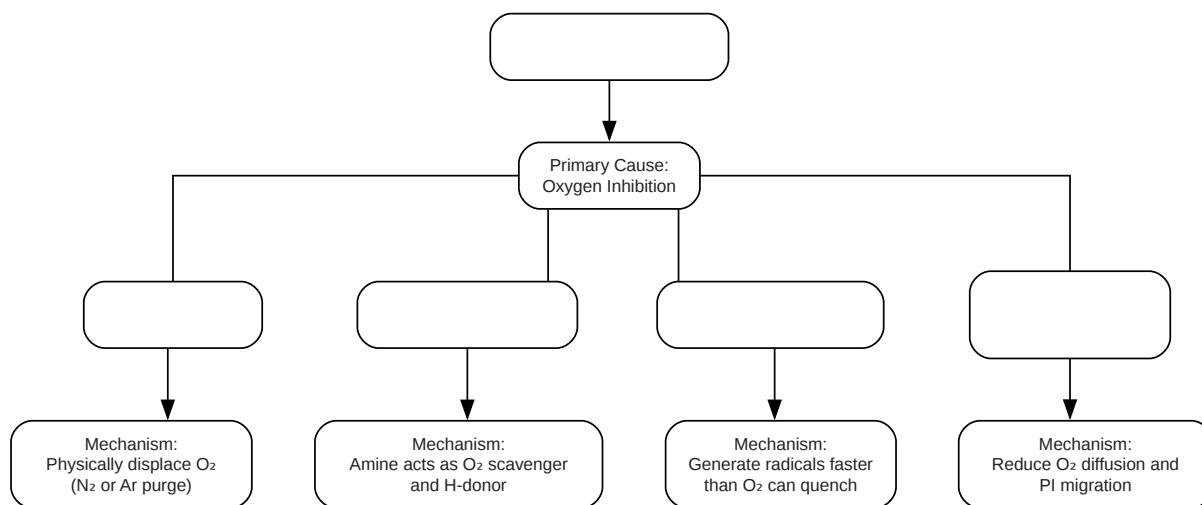 Primary Cause:
Oxygen Inhibition
Mechanism:
Physically displace O₂
(N₂ or Ar purge)
Mechanism:
Amine acts as O₂ scavenger
and H-donor
Mechanism:
Generate radicals faster
than O₂ can quench
Mechanism:
Reduce O₂ diffusion and
PI migration